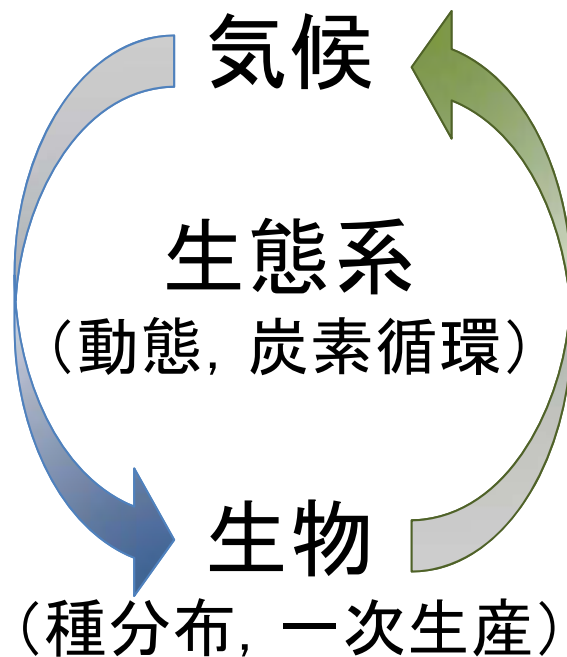 気候
生態系
（動態, 炭素循環）
生物
（種分布, 一次生産）